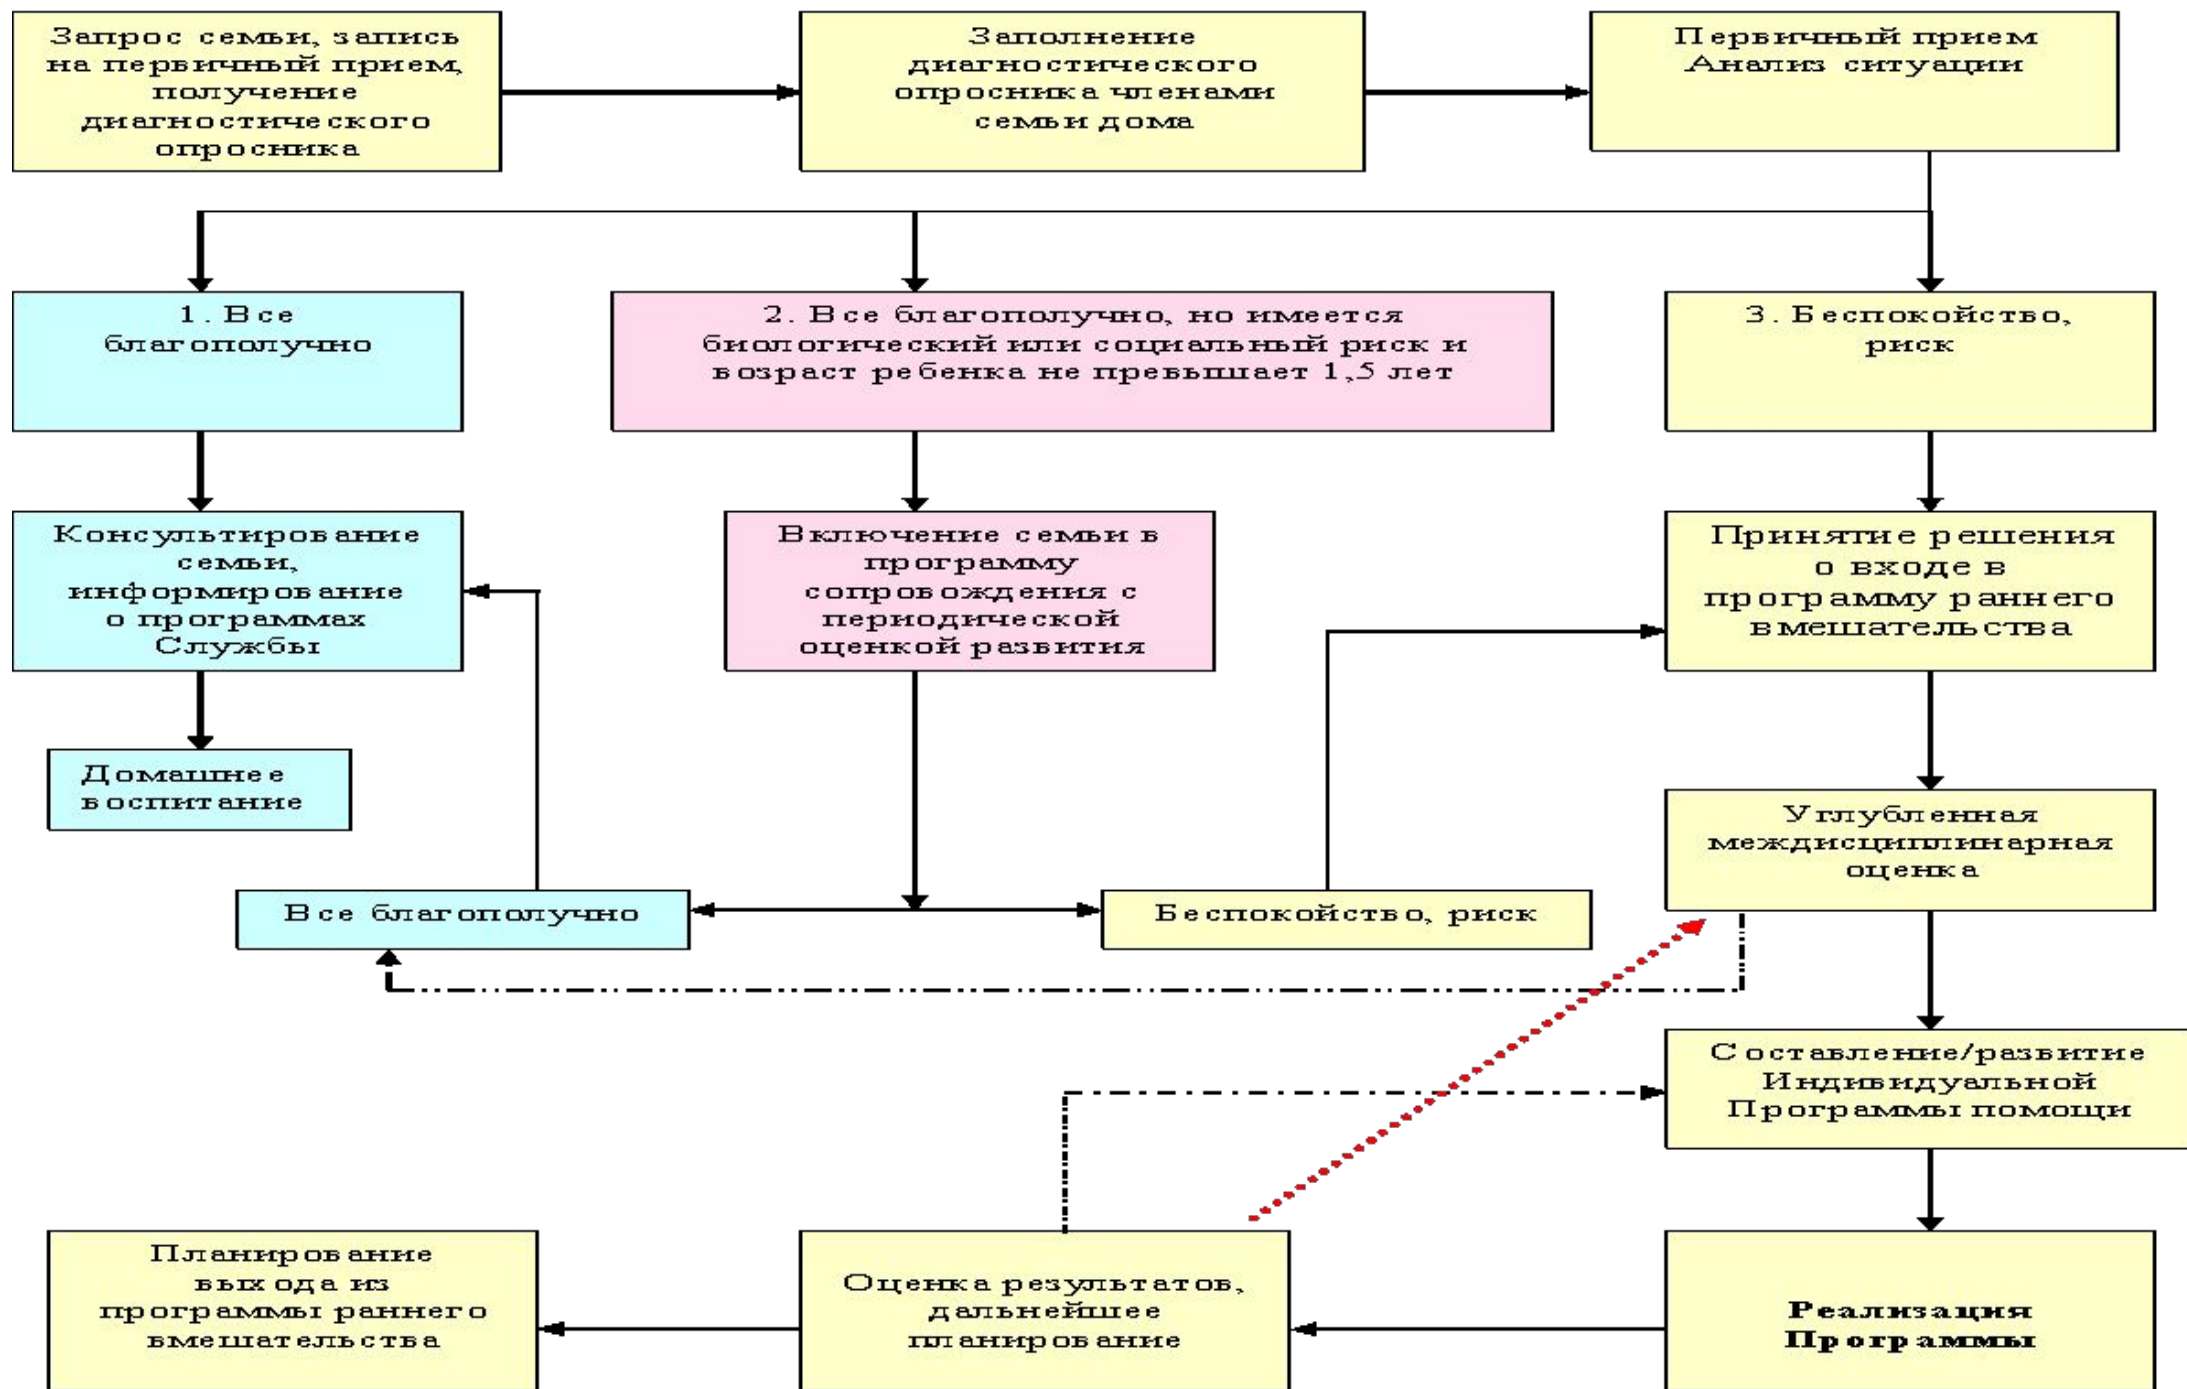 Запрос семьи, запись
на первичный прием,
получение
диагностического
опросника
Заполнение
диагностического
опросника членами
семьи дома
Первичный прием
Анализ ситуации
1. Все
благополучно
2. Все благополучно, но имеется
биологический или социальный риск и
возраст ребенка не превышает 1,5 лет
3. Беспокойство,
риск
Консультирование
семьи,
информирование
о программах
Службы
Включение семьи в
программу
сопровождения с
периодической
оценкой развития
Принятие решения
о входе в
программу раннего
вмешательства
Домашнее
воспитание
Углубленная
междисциплинарная
оценка
Все благополучно
Беспокойство, риск
Составление/развитие
Индивидуальной
Программы помощи
Планирование
выхода из
программы раннего
вмешательства
Оценка результатов,
дальнейшее
планирование
Реализация
Программы